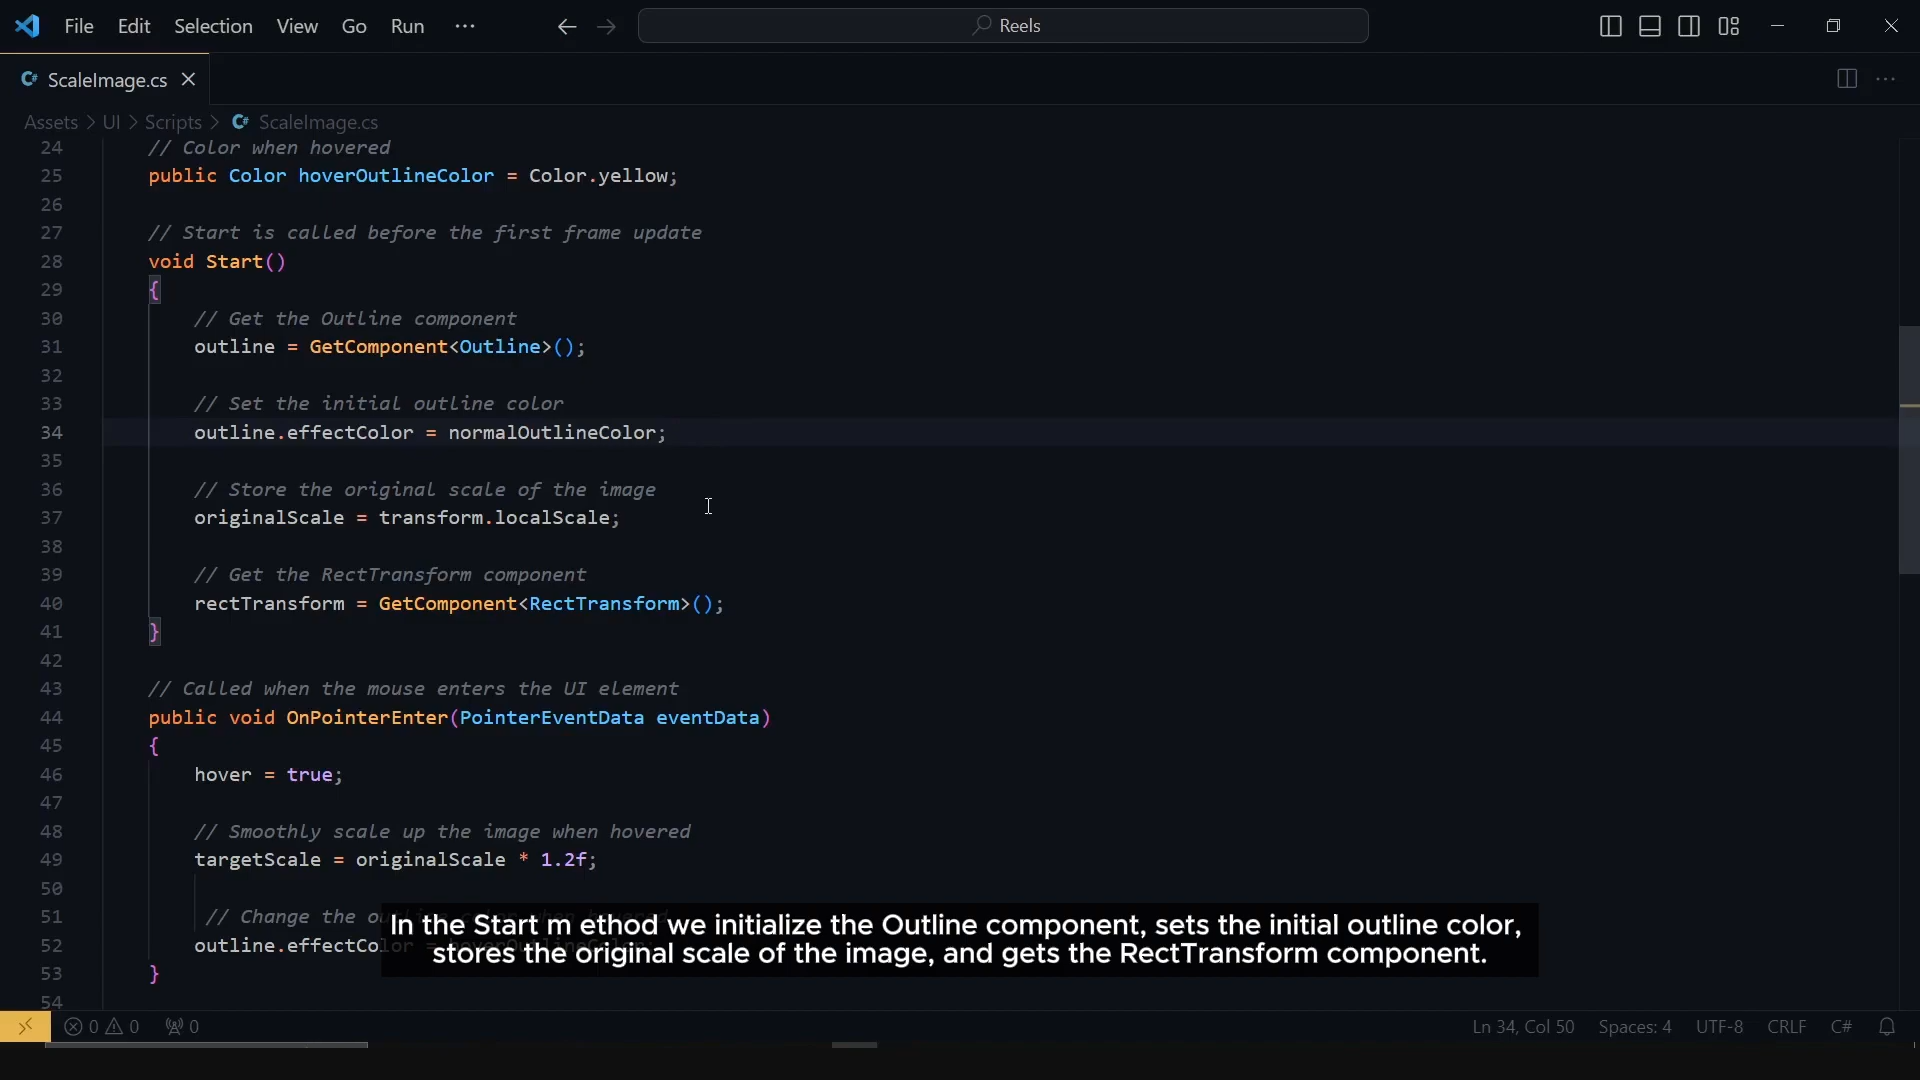 File Edit Selection View Go Run ··· Reels
ScaleImage.cs
Assets > UI > Scripts > ScaleImage.cs
24 // Color when hovered
25 public Color hoverOutlineColor = Color.yellow;
26
27 // Start is called before the first frame update
28 void Start()
29 {
30 // Get the Outline component
31 outline = GetComponent<Outline>();
32
33 // Set the initial outline color
34 outline.effectColor = normalOutlineColor;
35
36 // Store the original scale of the image
37 originalScale = transform.localScale;
38
39 // Get the RectTransform component
40 rectTransform = GetComponent<RectTransform>();
41 }
42
43 // Called when the mouse enters the UI element
44 public void OnPointerEnter(PointerEventData eventData)
45 {
46 hover = true;
47
48 // Smoothly scale up the image when hovered
49 targetScale = originalScale * 1.2f;
50
51 // Change the
52 outline.effectColor
53 }
54
In the Start m ethod we initialize the Outline component, sets the initial outline color,
stores the original scale of the image, and gets the RectTransform component.
0 0 0 Ln 34, Col 50 Spaces: 4 UTF-8 CRLF C#